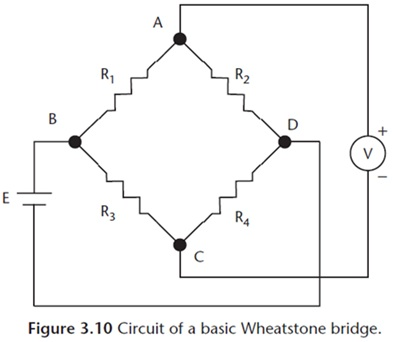 A
R1
R2
B
D
+
V
−
E
R3
R4
C
Figure 3.10 Circuit of a basic Wheatstone bridge.